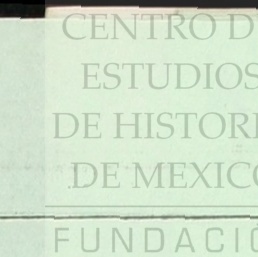 CENTRO D
ESTUDIOS
DE HISTORI
DE MEXICO
FUNDACIO